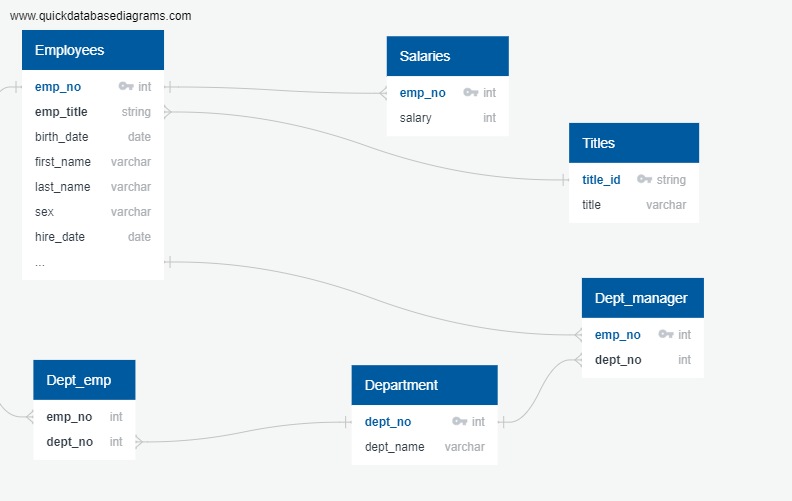 www.quickdatabasediagrams.com
Employees
emp_no int
emp_title string
birth_date date
first_name varchar
last_name varchar
sex varchar
hire_date date
...
Salaries
emp_no int
salary int
Titles
title_id string
title varchar
Dept_manager
emp_no int
dept_no int
Dept_emp
emp_no int
dept_no int
Department
dept_no int
dept_name varchar